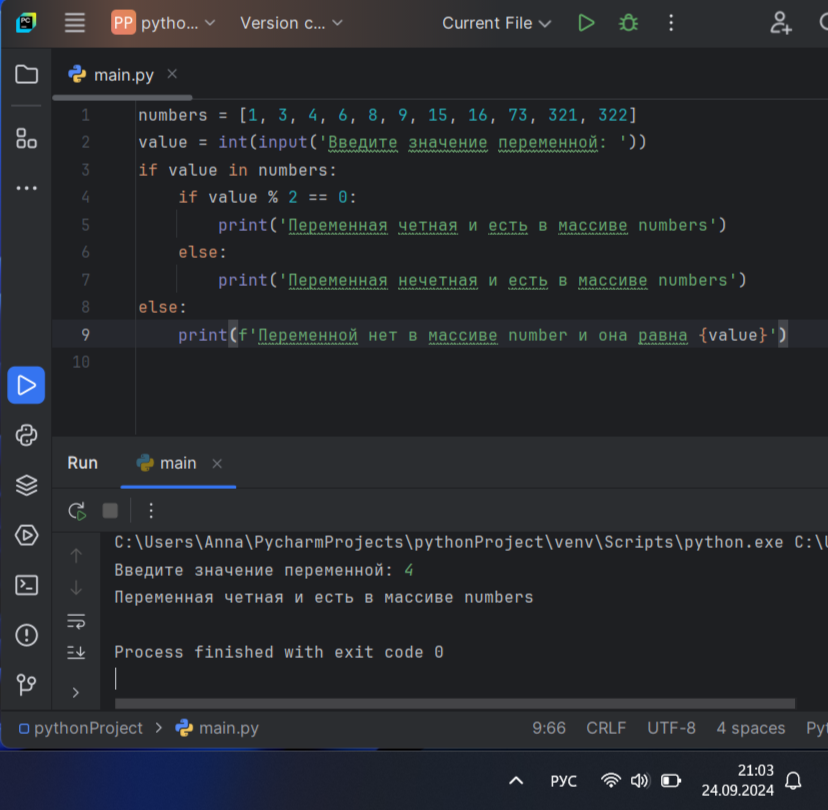 PC PP pytho... Version c... Current File
main.py
1 numbers = [1, 3, 4, 6, 8, 9, 15, 16, 73, 321, 322]
2 value = int(input('Введите значение переменной: '))
3 if value in numbers:
4 if value % 2 == 0:
5 print('Переменная четная и есть в массиве numbers')
6 else:
7 print('Переменная нечетная и есть в массиве numbers')
8 else:
9 print(f'Переменной нет в массиве number и она равна {value}')
10
Run main
C:\Users\Anna\PycharmProjects\pythonProject\venv\Scripts\python.exe C:\U
Введите значение переменной: 4
Переменная четная и есть в массиве numbers
Process finished with exit code 0
pythonProject > main.py 9:66 CRLF UTF-8 4 spaces Pyt
РУС 21:03
24.09.2024